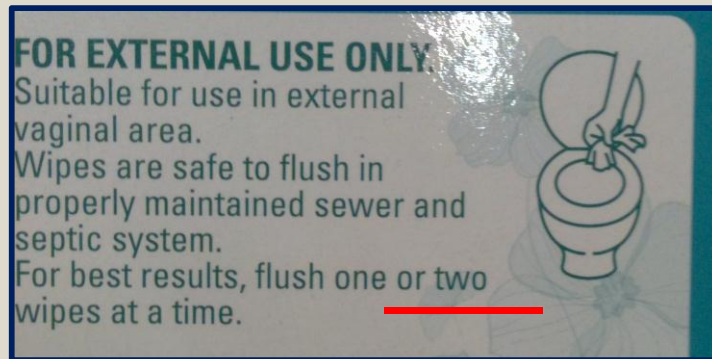 FOR EXTERNAL USE ONLY.
Suitable for use in external
vaginal area.
Wipes are safe to flush in
properly maintained sewer and
septic system.
For best results, flush one or two
wipes at a time.